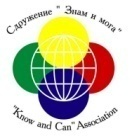 Сдружение " Знам и мога "
"Know and Can" Association